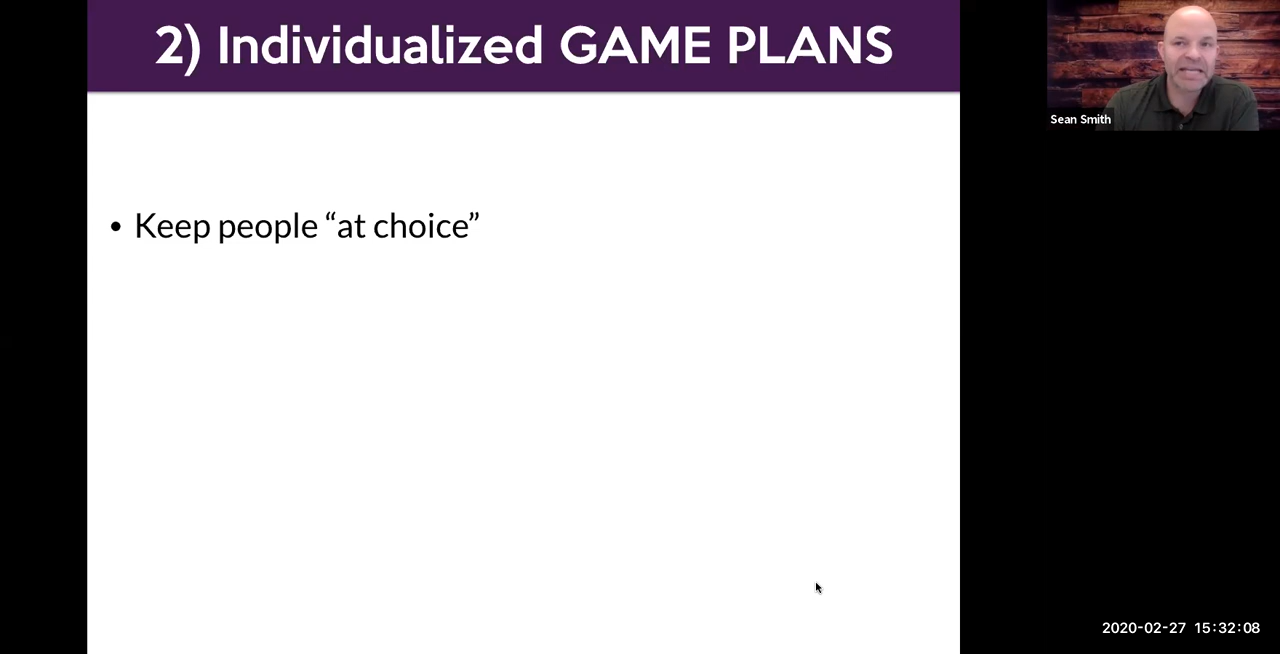 2) Individualized GAME PLANS
Sean Smith
• Keep people “at choice”
2020-02-27 15:32:08